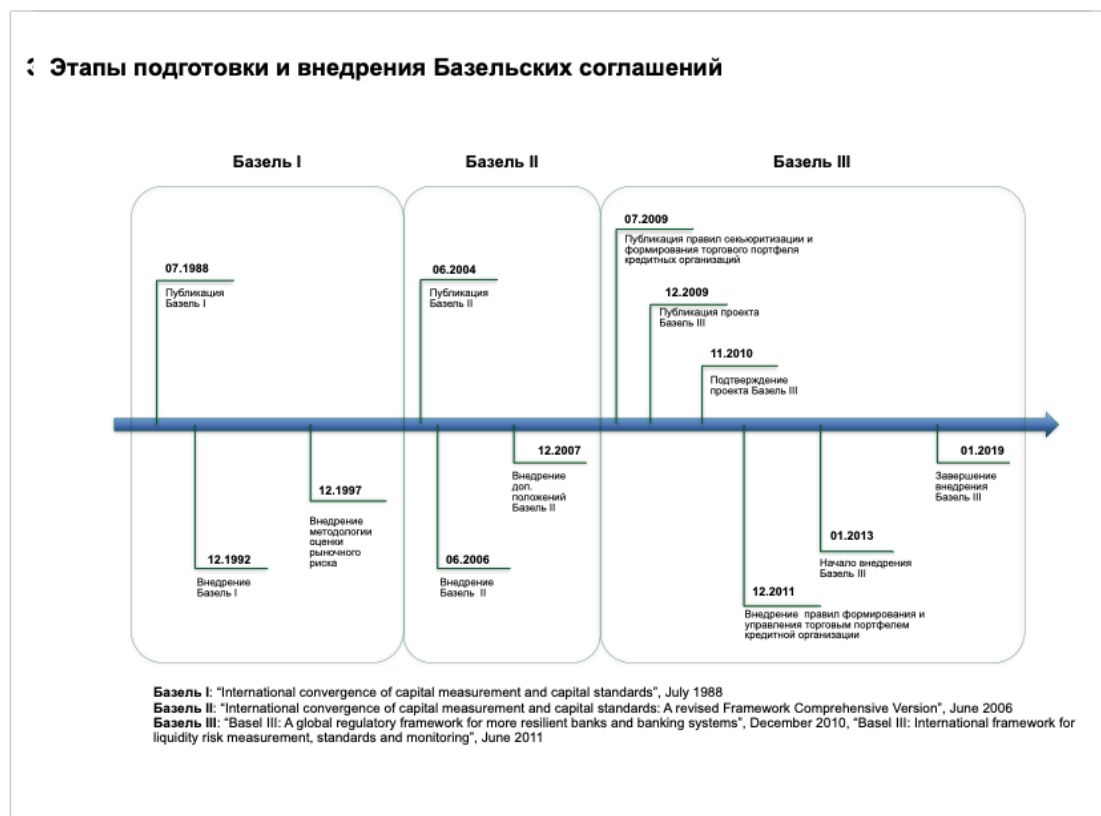 Этапы подготовки и внедрения Базельских соглашений
Базель I
Базель II
Базель III
07.1988
Публикация
Базель I
12.1992
Внедрение
Базель I
12.1997
Внедрение
методологии
оценки
рыночного
риска
06.2004
Публикация
Базель II
06.2006
Внедрение
Базель II
12.2007
Внедрение
доп.
положений
Базель II
07.2009
Публикация правил секьюритизации и
формирования торгового портфеля
кредитных организаций
12.2009
Публикация проекта
Базель III
11.2010
Подтверждение
проекта Базель III
12.2011
Внедрение правил формирования и
управления торговым портфелем
кредитной организации
01.2013
Начало внедрения
Базель III
01.2019
Завершение
внедрения
Базель III
Базель I: “International convergence of capital measurement and capital standards”, July 1988
Базель II: “International convergence of capital measurement and capital standards: A revised Framework Comprehensive Version”, June 2006
Базель III: “Basel III: A global regulatory framework for more resilient banks and banking systems”, December 2010, “Basel III: International framework for
liquidity risk measurement, standards and monitoring”, June 2011